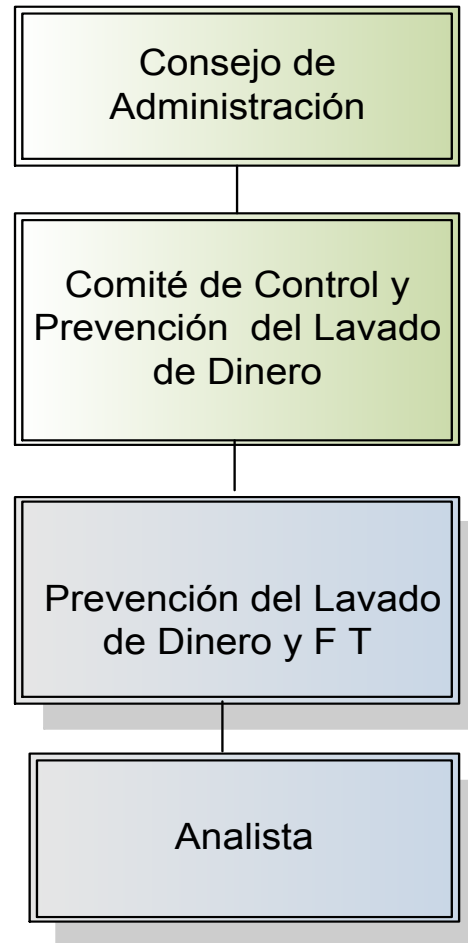 Consejo de
Administración
Comité de Control y
Prevención del Lavado
de Dinero
Prevención del Lavado
de Dinero y F T
Analista